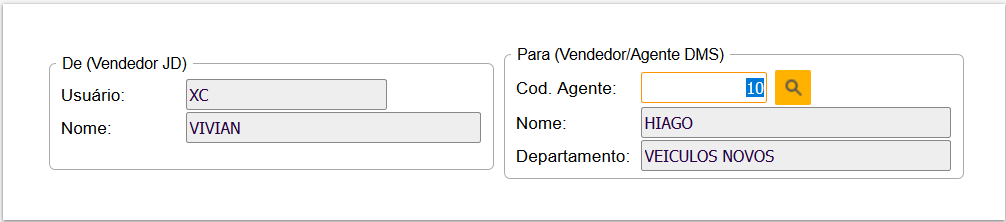 De (Vendedor JD)
Usuário: XC
Nome: VIVIAN
Para (Vendedor/Agente DMS)
Cod. Agente: 10
Nome: HIAGO
Departamento: VEICULOS NOVOS